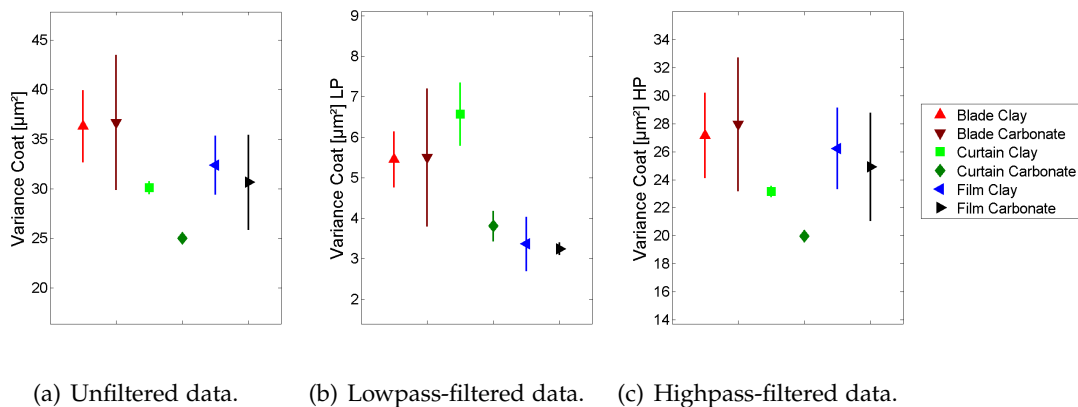 Variance Coat [µm²]
45
40
35
30
25
20
Variance Coat [µm²] LP
9
8
7
6
5
4
3
2
Variance Coat [µm²] HP
34
32
30
28
26
24
22
20
18
16
14
Blade Clay
Blade Carbonate
Curtain Clay
Curtain Carbonate
Film Clay
Film Carbonate
(a) Unfiltered data.
(b) Lowpass-filtered data.
(c) Highpass-filtered data.